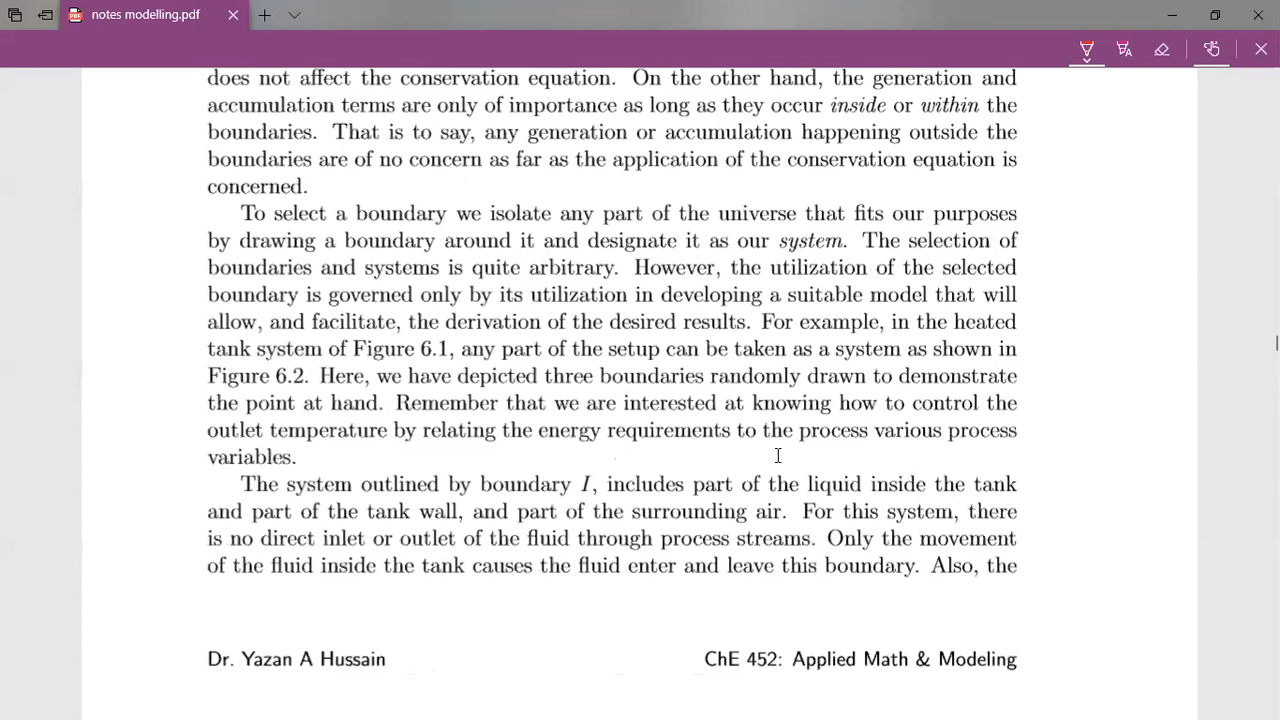 notes modelling.pdf
does not affect the conservation equation. On the other hand, the generation and
accumulation terms are only of importance as long as they occur inside or within the
boundaries. That is to say, any generation or accumulation happening outside the
boundaries are of no concern as far as the application of the conservation equation is
concerned.
To select a boundary we isolate any part of the universe that fits our purposes
by drawing a boundary around it and designate it as our system. The selection of
boundaries and systems is quite arbitrary. However, the utilization of the selected
boundary is governed only by its utilization in developing a suitable model that will
allow, and facilitate, the derivation of the desired results. For example, in the heated
tank system of Figure 6.1, any part of the setup can be taken as a system as shown in
Figure 6.2. Here, we have depicted three boundaries randomly drawn to demonstrate
the point at hand. Remember that we are interested at knowing how to control the
outlet temperature by relating the energy requirements to the process various process
variables.
The system outlined by boundary I, includes part of the liquid inside the tank
and part of the tank wall, and part of the surrounding air. For this system, there
is no direct inlet or outlet of the fluid through process streams. Only the movement
of the fluid inside the tank causes the fluid enter and leave this boundary. Also, the
Dr. Yazan A Hussain ChE 452: Applied Math & Modeling